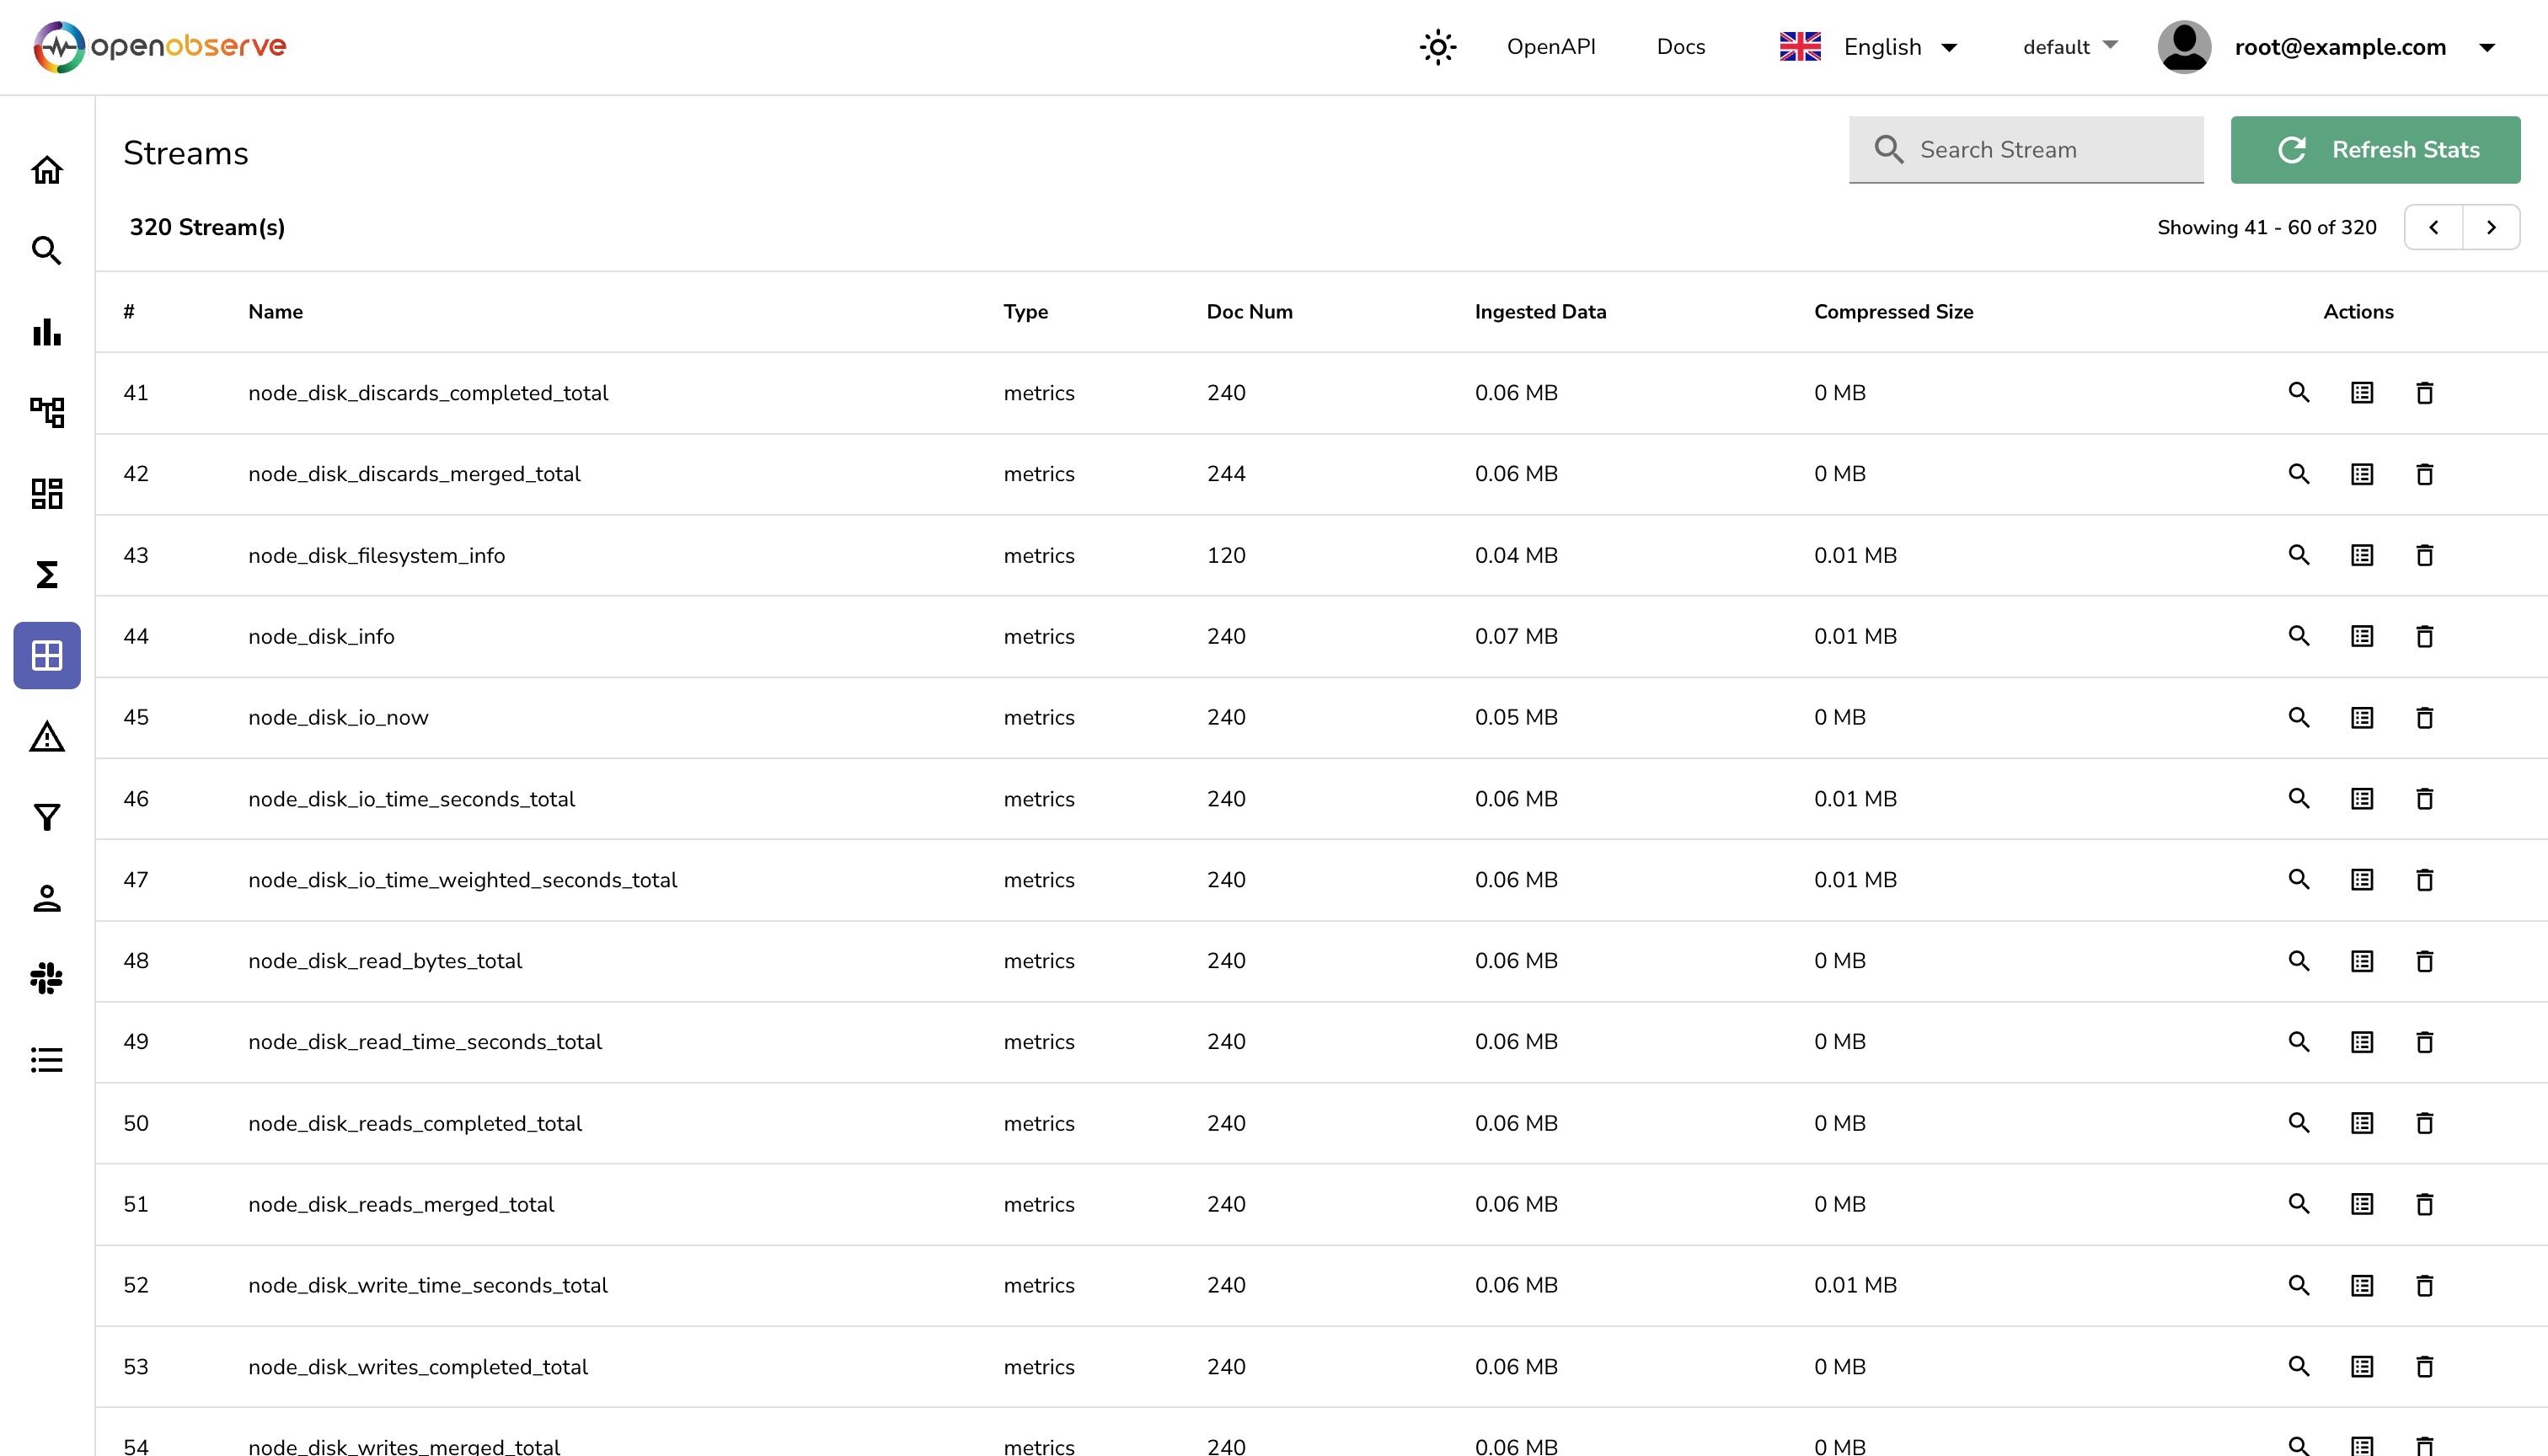 openobserve OpenAPI Docs English default root@example.com
Streams Search Stream Refresh Stats
320 Stream(s) Showing 41 - 60 of 320
# Name Type Doc Num Ingested Data Compressed Size Actions
41 node_disk_discards_completed_total metrics 240 0.06 MB 0 MB
42 node_disk_discards_merged_total metrics 244 0.06 MB 0 MB
43 node_disk_filesystem_info metrics 120 0.04 MB 0.01 MB
44 node_disk_info metrics 240 0.07 MB 0.01 MB
45 node_disk_io_now metrics 240 0.05 MB 0 MB
46 node_disk_io_time_seconds_total metrics 240 0.06 MB 0.01 MB
47 node_disk_io_time_weighted_seconds_total metrics 240 0.06 MB 0.01 MB
48 node_disk_read_bytes_total metrics 240 0.06 MB 0 MB
49 node_disk_read_time_seconds_total metrics 240 0.06 MB 0 MB
50 node_disk_reads_completed_total metrics 240 0.06 MB 0 MB
51 node_disk_reads_merged_total metrics 240 0.06 MB 0 MB
52 node_disk_write_time_seconds_total metrics 240 0.06 MB 0.01 MB
53 node_disk_writes_completed_total metrics 240 0.06 MB 0 MB
54 node_disk_writes_merged_total metrics 240 0.06 MB 0 MB